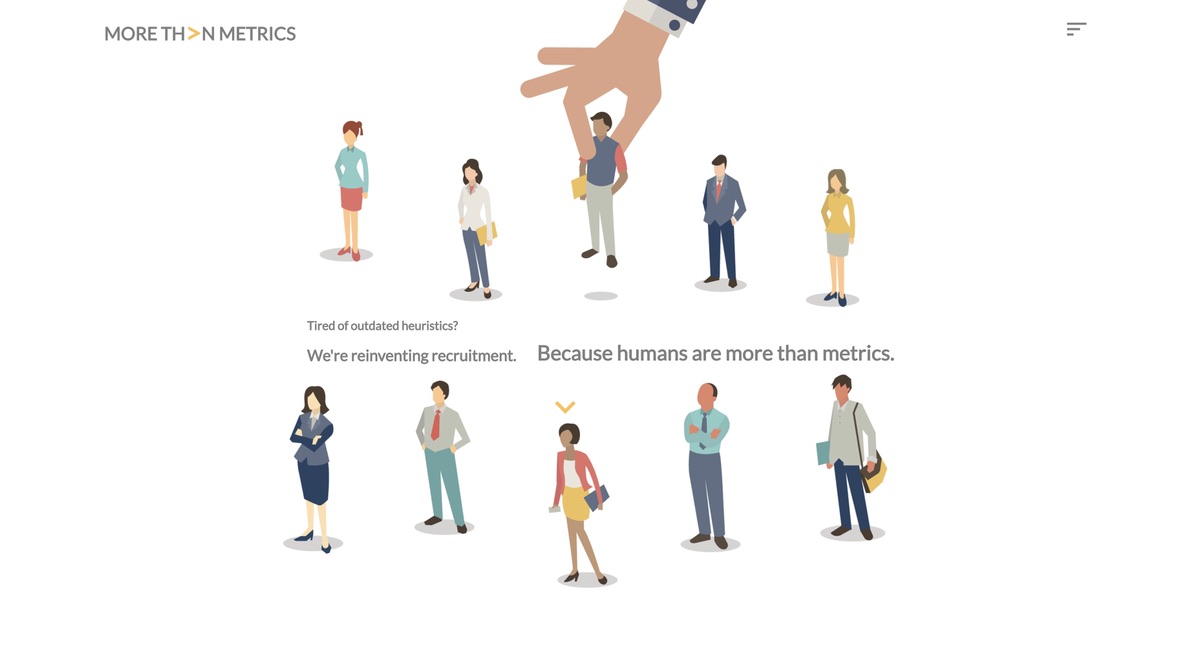 MORE TH>N METRICS
Tired of outdated heuristics?
We're reinventing recruitment.
Because humans are more than metrics.